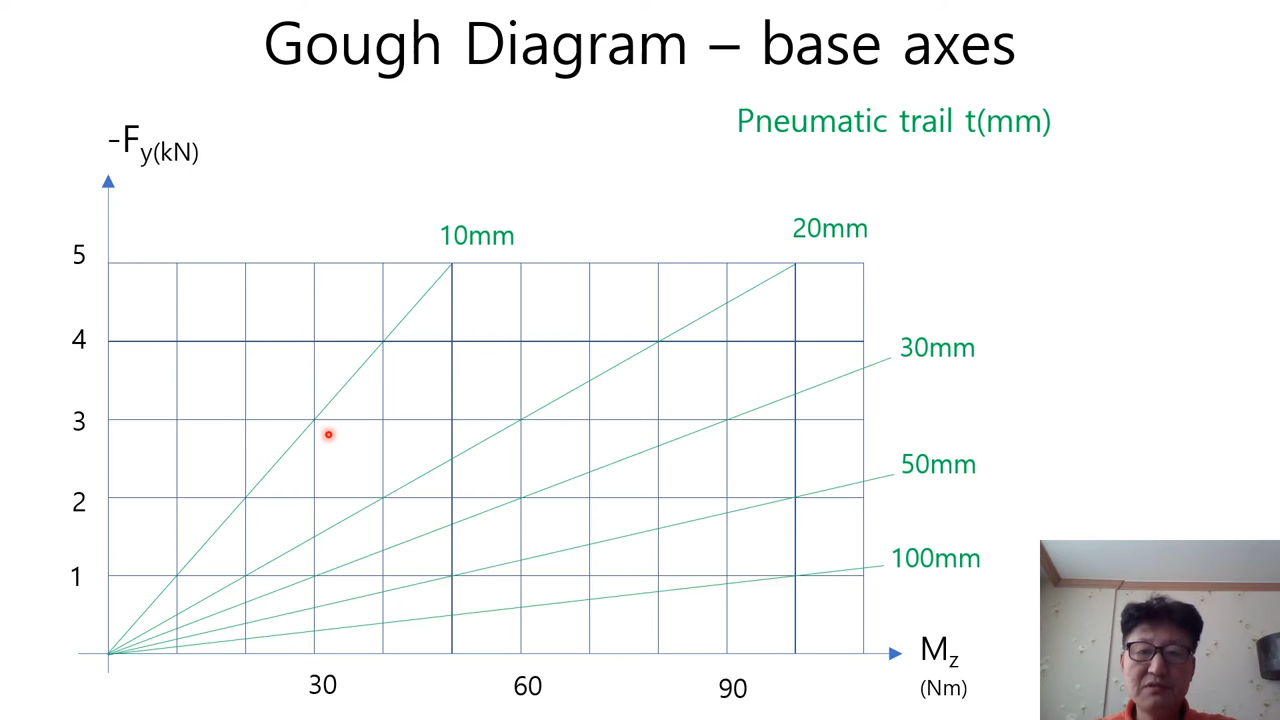 Gough Diagram – base axes
Pneumatic trail t(mm)
-Fy(kN)
10mm
20mm
5
4
30mm
3
50mm
2
100mm
1
Mz
(Nm)
30
60
90